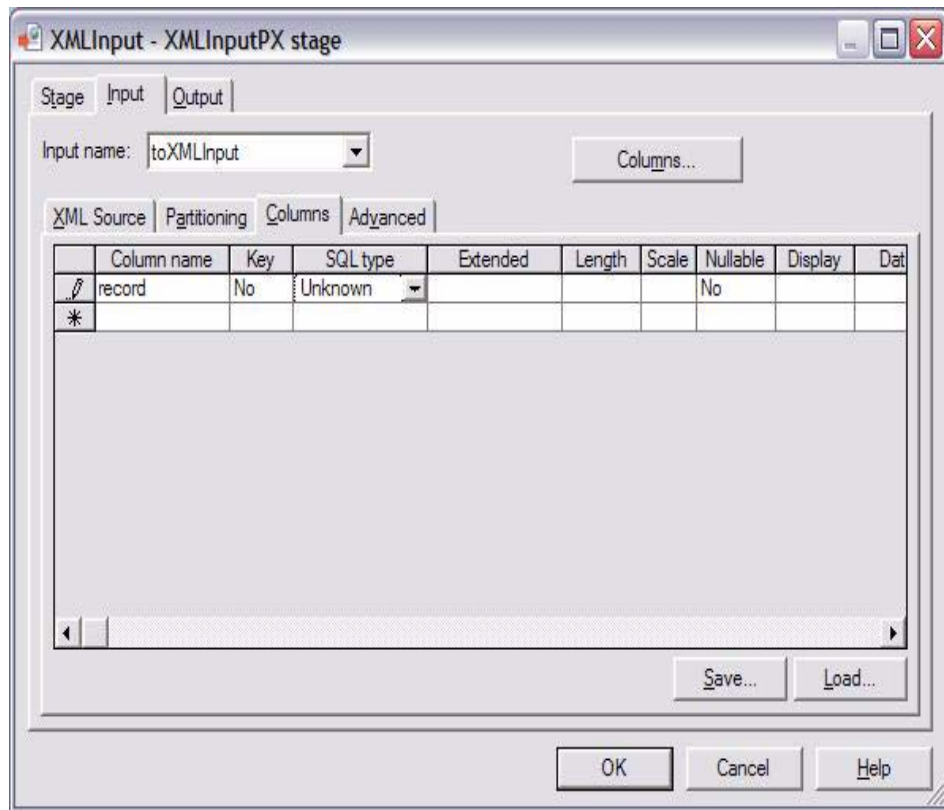 XMLInput - XMLInputPX stage
Stage Input Output
Input name: toXMLInput Columns...
XML Source Partitioning Columns Advanced
Column name Key SQL type Extended Length Scale Nullable Display Dat
record No Unknown No
Save... Load...
OK Cancel Help